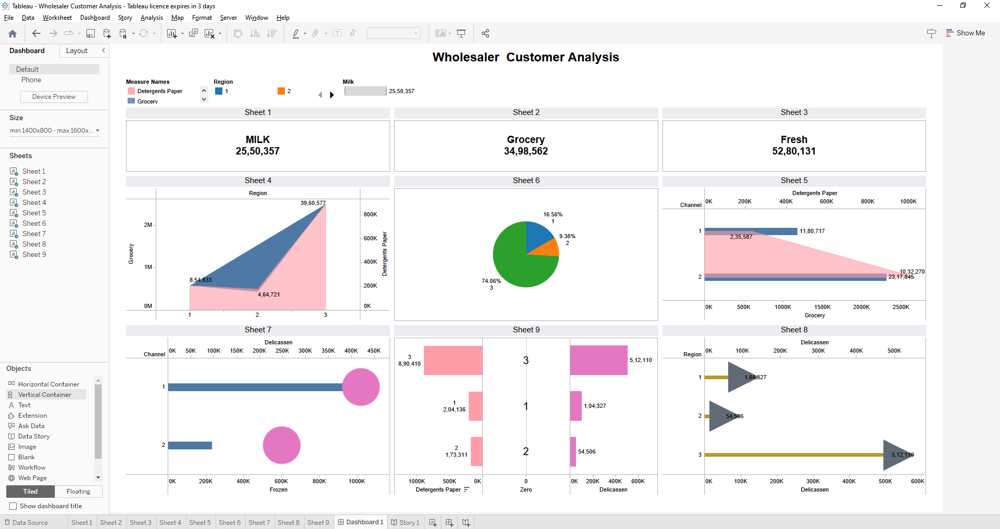 Tableau - Wholesaler Customer Analysis - Tableau licence expires in 3 days
File Data Worksheet Dashboard Story Analysis Map Format Server Window Help
Show Me
Dashboard Layout
Default
Phone
Device Preview
Size
min 1400x800 - max 1600x...
Sheets
Sheet 1
Sheet 2
Sheet 3
Sheet 4
Sheet 5
Sheet 6
Sheet 7
Sheet 8
Sheet 9
Objects
Horizontal Container
Vertical Container
Text
Extension
Ask Data
Data Story
Image
Blank
Workflow
Web Page
Tiled Floating
Show dashboard title
Wholesaler Customer Analysis
Measure Names
Detergents Paper
Grocery
Region
1 2
Milk
25,50,357
Sheet 1
MILK
25,50,357
Sheet 2
Grocery
34,98,562
Sheet 3
Fresh
52,80,131
Sheet 4
Region
39,60,577
8,54,833
4,64,721
2M
1M
0M
Grocery
800K
600K
400K
200K
0K
Detergents Paper
1 2 3
Sheet 6
16.56%
1
9.38%
2
74.06%
3
Sheet 5
Detergents Paper
Channel 0K 200K 400K 600K 800K 1000K
1 11,80,717
2,35,587
10,32,270
2 23,17,845
0K 500K 1000K 1500K 2000K 2500K
Grocery
Sheet 7
Delicassen
Channel 0K 50K 100K 150K 200K 250K 300K 350K 400K 450K
1
2
0K 200K 400K 600K 800K 1000K
Frozen
Sheet 9
3
8,90,410
3
5,12,110
1
2,04,136
1
1,04,327
2
1,73,311
2
54,506
1000K 500K 0K
Detergents Paper
0
Zero
0K 200K 400K 600K
Delicassen
Sheet 8
Delicassen
Region 0K 100K 200K 300K 400K 500K
1 1,04,327
2 54,506
3 5,12,110
0K 100K 200K 300K 400K 500K 600K
Delicassen
Data Source Sheet 1 Sheet 2 Sheet 3 Sheet 4 Sheet 5 Sheet 6 Sheet 7 Sheet 8 Sheet 9 Dashboard 1 Story 1